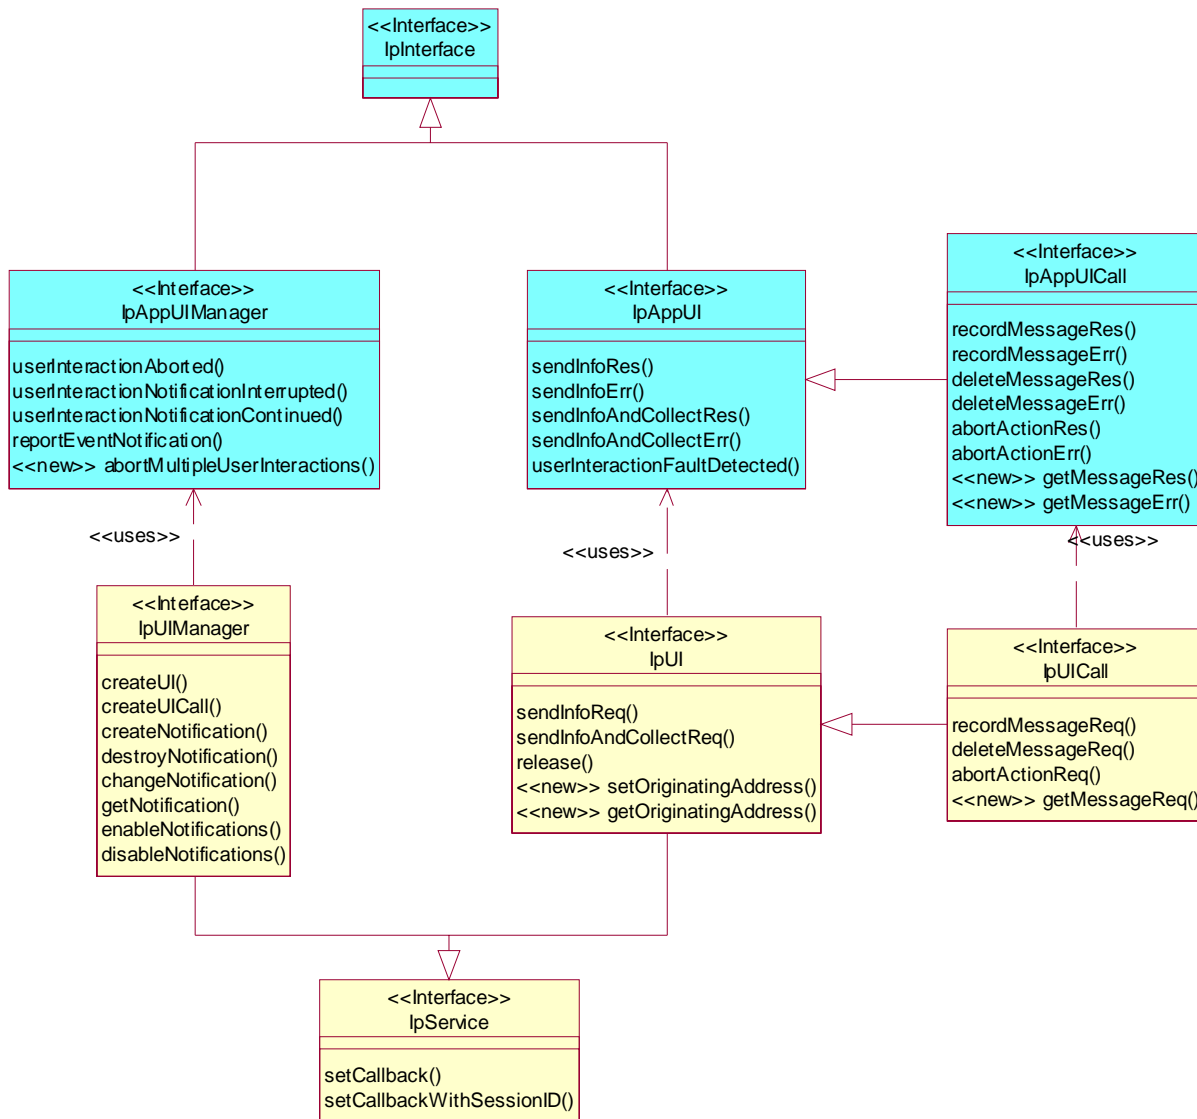 <<Interface>>
IpInterface
<<Interface>>
IpAppUIManager
userInteractionAborted()
userInteractionNotificationInterrupted()
userInteractionNotificationContinued()
reportEventNotification()
<<new>> abortMultipleUserInteractions()
<<Interface>>
IpAppUI
sendInfoRes()
sendInfoErr()
sendInfoAndCollectRes()
sendInfoAndCollectErr()
userInteractionFaultDetected()
<<Interface>>
IpAppUICall
recordMessageRes()
recordMessageErr()
deleteMessageRes()
deleteMessageErr()
abortActionRes()
abortActionErr()
<<new>> getMessageRes()
<<new>> getMessageErr()
<<uses>>
<<uses>>
<<uses>>
<<Interface>>
IpUIManager
createUI()
createUICall()
createNotification()
destroyNotification()
changeNotification()
getNotification()
enableNotifications()
disableNotifications()
<<Interface>>
IpUI
sendInfoReq()
sendInfoAndCollectReq()
release()
<<new>> setOriginatingAddress()
<<new>> getOriginatingAddress()
<<Interface>>
IpUICall
recordMessageReq()
deleteMessageReq()
abortActionReq()
<<new>> getMessageReq()
<<Interface>>
IpService
setCallback()
setCallbackWithSessionID()